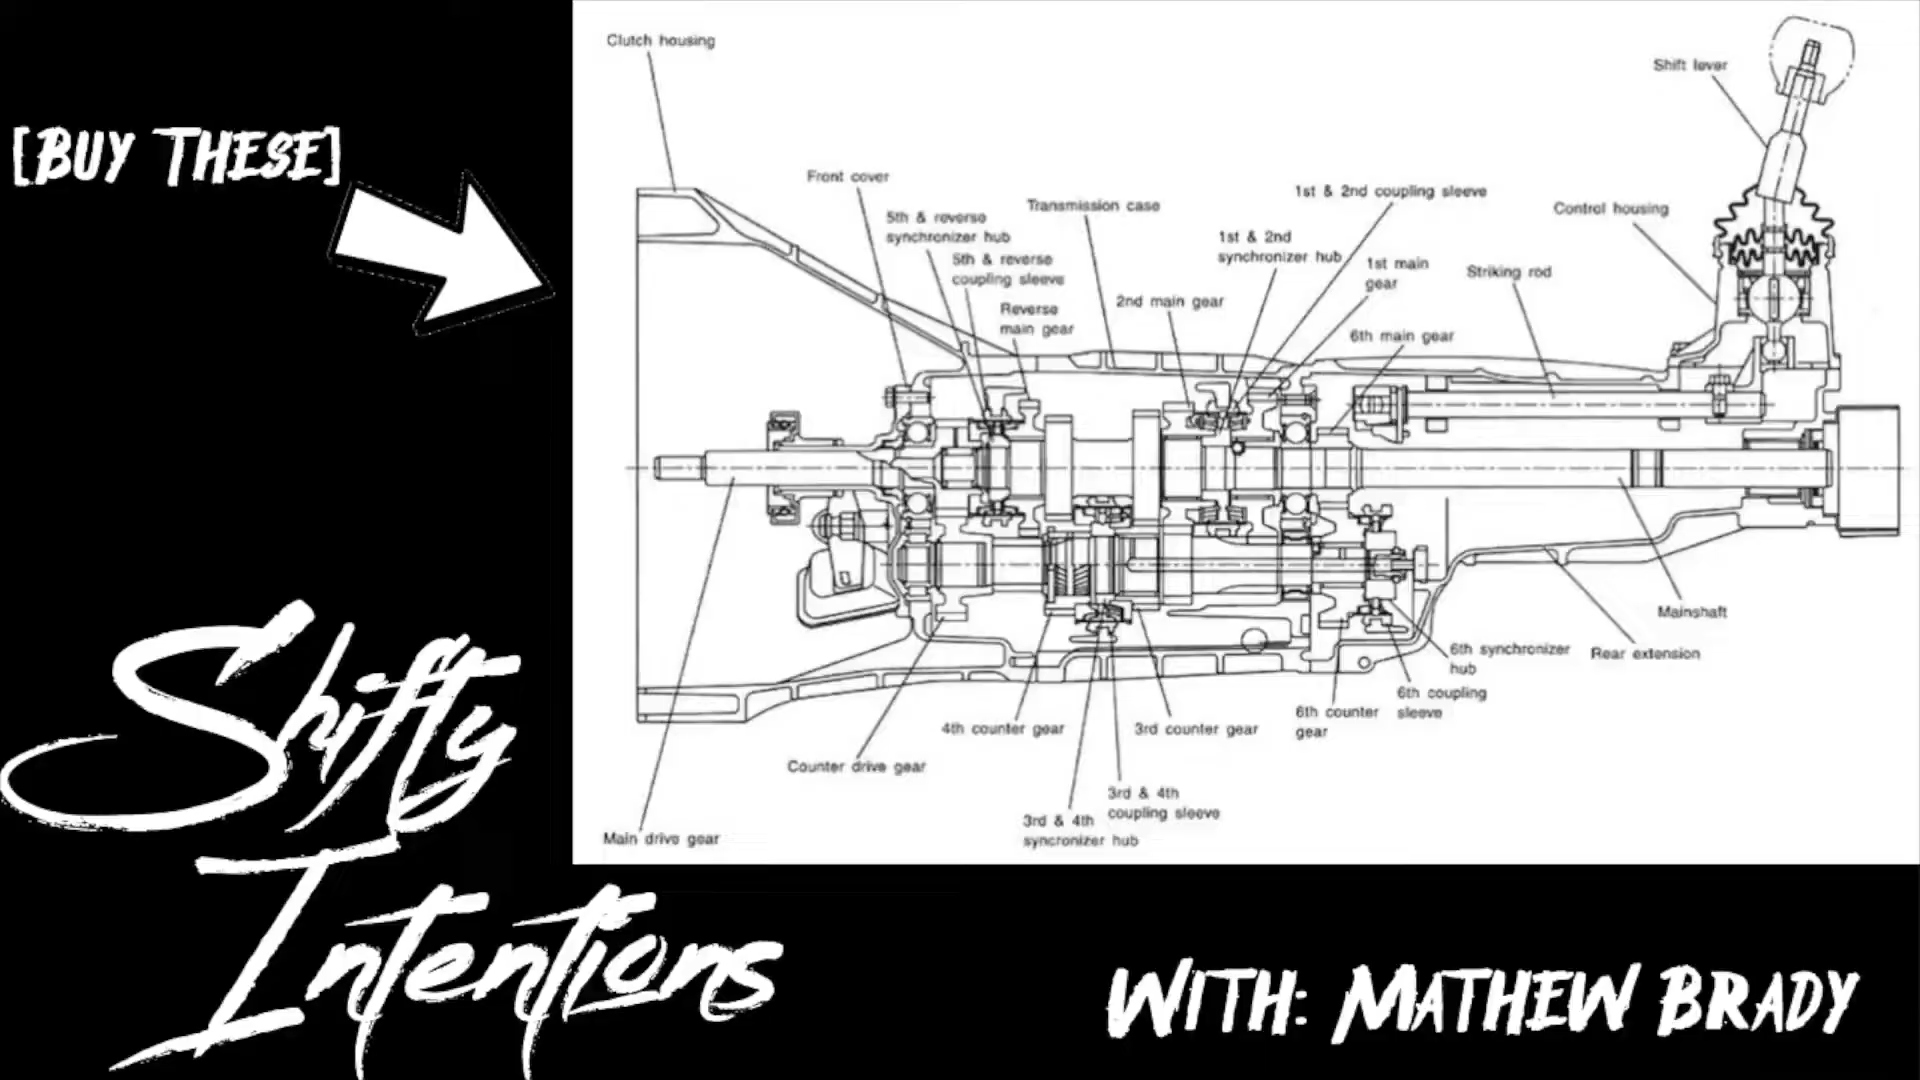 [Buy These]
Clutch housing
Shift lever
Front cover
5th & reverse
synchronizer hub
5th & reverse
coupling sleeve
Reverse
main gear
Transmission case
2nd main gear
1st & 2nd coupling sleeve
1st & 2nd
synchronizer hub
1st main
gear
6th main gear
Striking rod
Control housing
Mainshaft
Rear extension
6th synchronizer
hub
6th coupling
sleeve
6th counter
gear
3rd counter gear
4th counter gear
Counter drive gear
3rd & 4th
coupling sleeve
3rd & 4th
syncronizer hub
Main drive gear
Shifty
Intentions
With: Mathew Brady